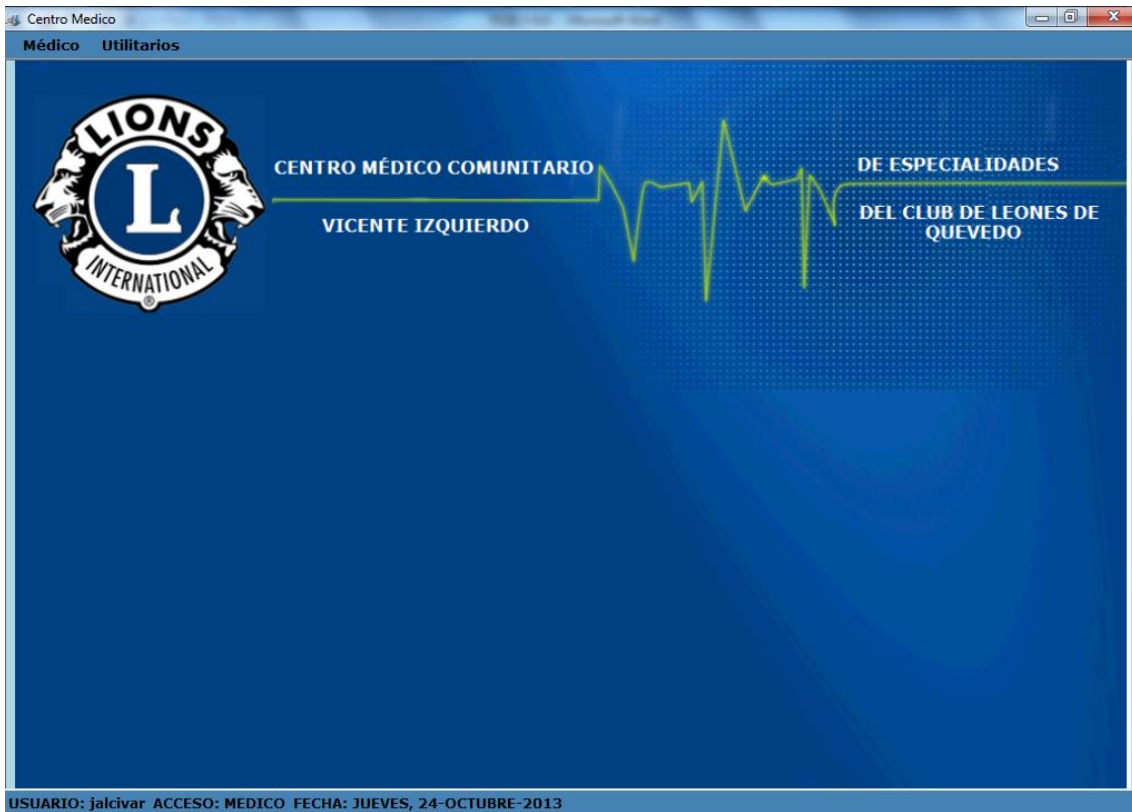 Centro Medico
Médico Utilitarios
LIONS
L
INTERNATIONAL
®
CENTRO MÉDICO COMUNITARIO
VICENTE IZQUIERDO
DE ESPECIALIDADES
DEL CLUB DE LEONES DE
QUEVEDO
USUARIO: jalcivar ACCESO: MEDICO FECHA: JUEVES, 24-OCTUBRE-2013